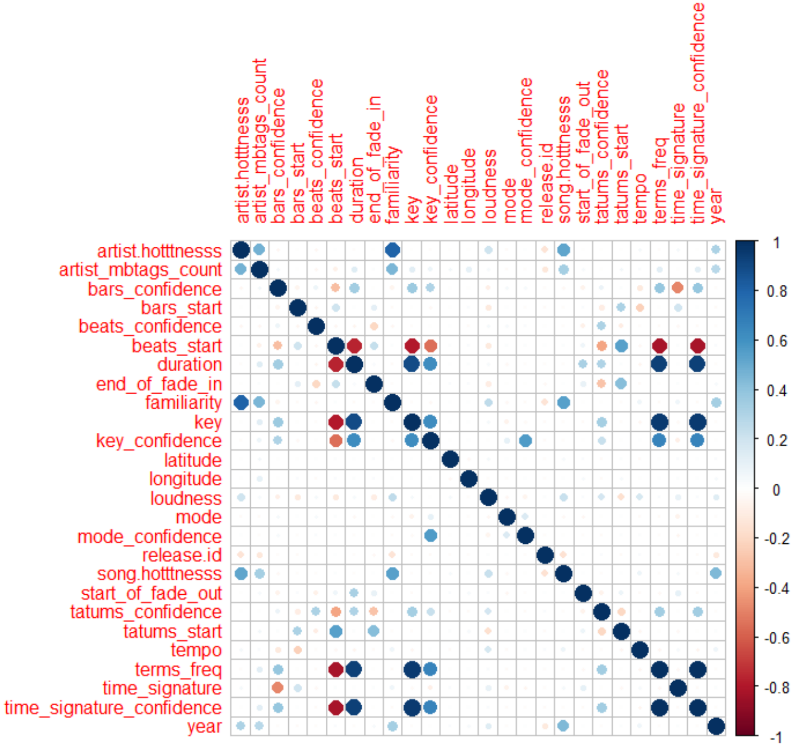 artist.hotttnesss
artist_mbtags_count
bars_confidence
bars_start
beats_confidence
beats_start
duration
end_of_fade_in
familiarity
key
key_confidence
latitude
longitude
loudness
mode
mode_confidence
release.id
song.hotttnesss
start_of_fade_out
tatums_confidence
tatums_start
tempo
terms_freq
time_signature
time_signature_confidence
year
artist.hotttnesss
artist_mbtags_count
bars_confidence
bars_start
beats_confidence
beats_start
duration
end_of_fade_in
familiarity
key
key_confidence
latitude
longitude
loudness
mode
mode_confidence
release.id
song.hotttnesss
start_of_fade_out
tatums_confidence
tatums_start
tempo
terms_freq
time_signature
time_signature_confidence
year
1
0.8
0.6
0.4
0.2
0
-0.2
-0.4
-0.6
-0.8
-1